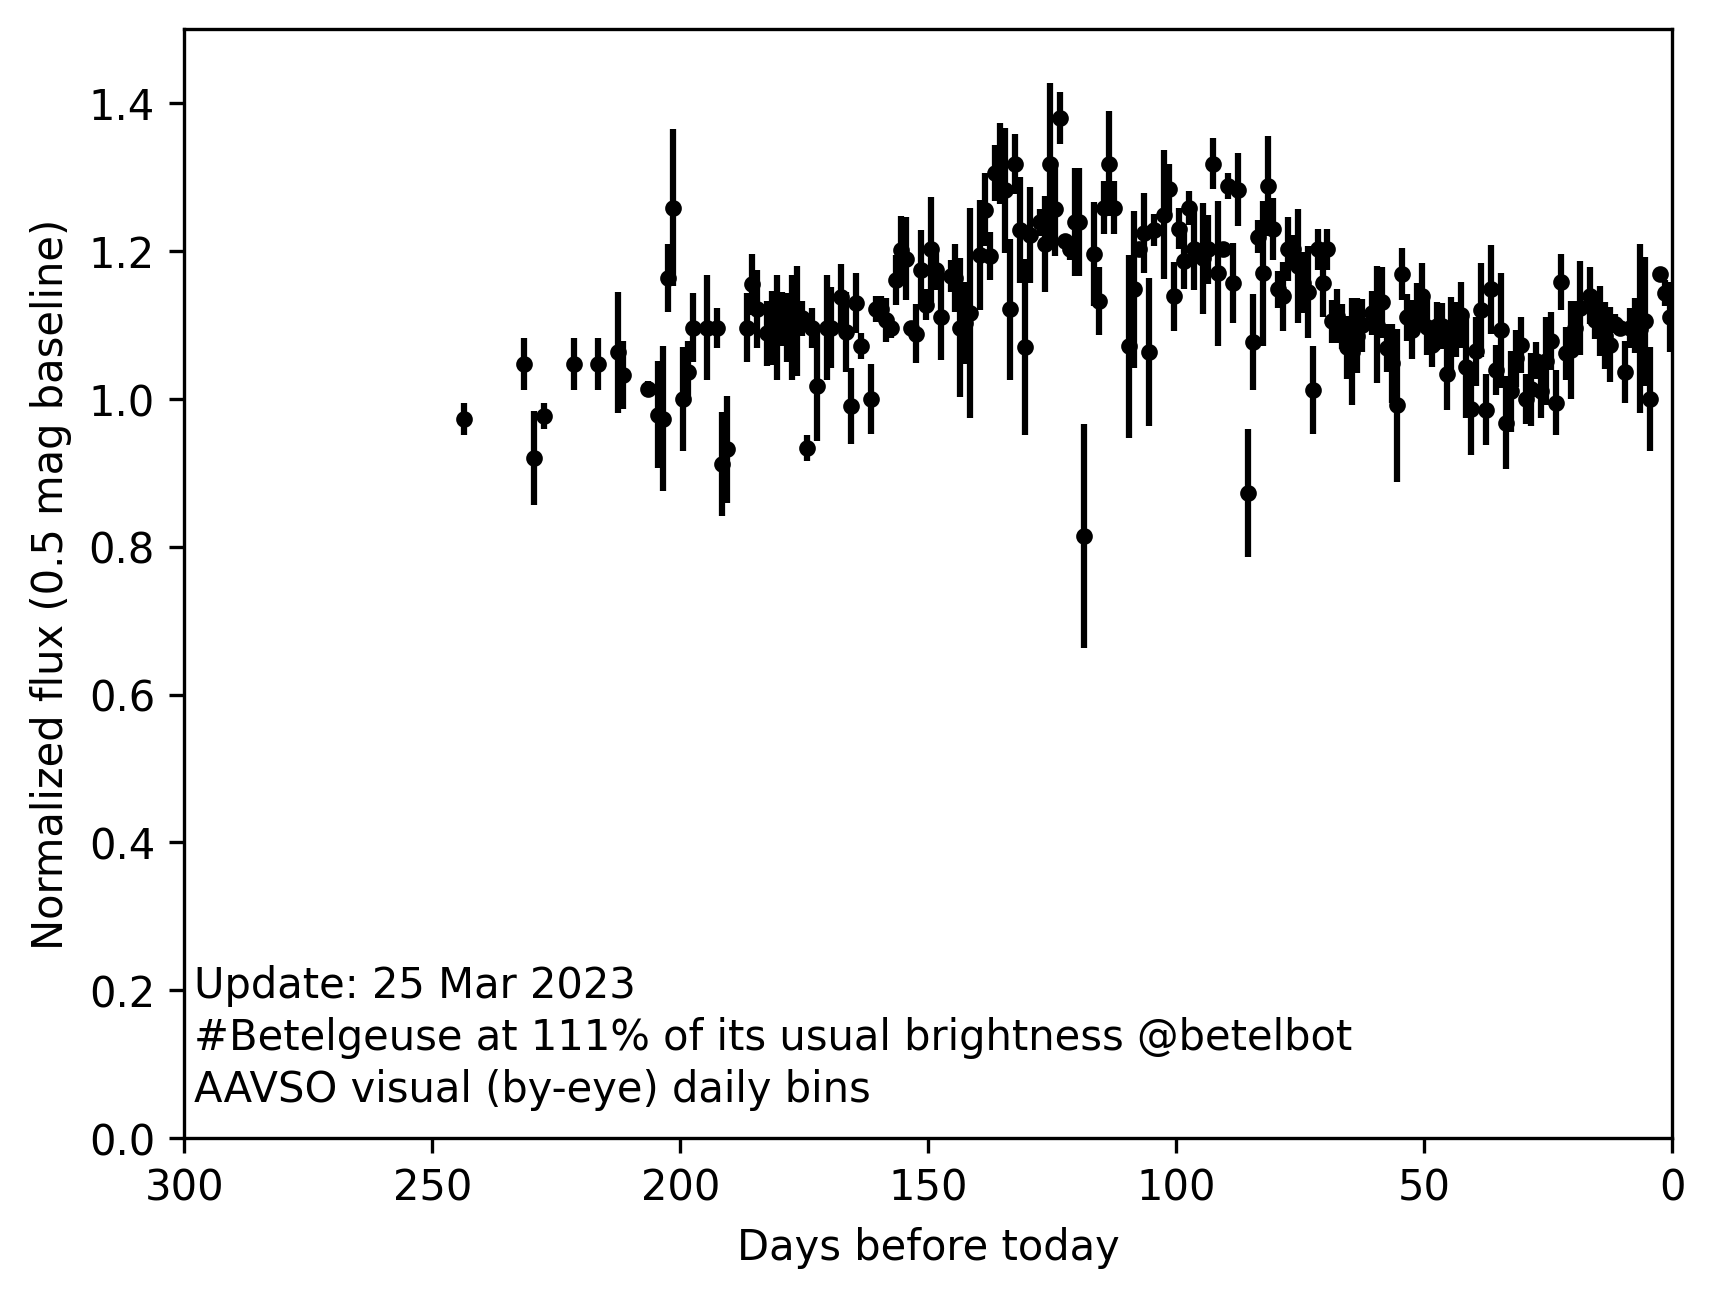 1.4
1.2
1.0
0.8
0.6
0.4
0.2
0.0
Normalized flux (0.5 mag baseline)
Update: 25 Mar 2023
#Betelgeuse at 111% of its usual brightness @betelbot
AAVSO visual (by-eye) daily bins
300 250 200 150 100 50 0
Days before today